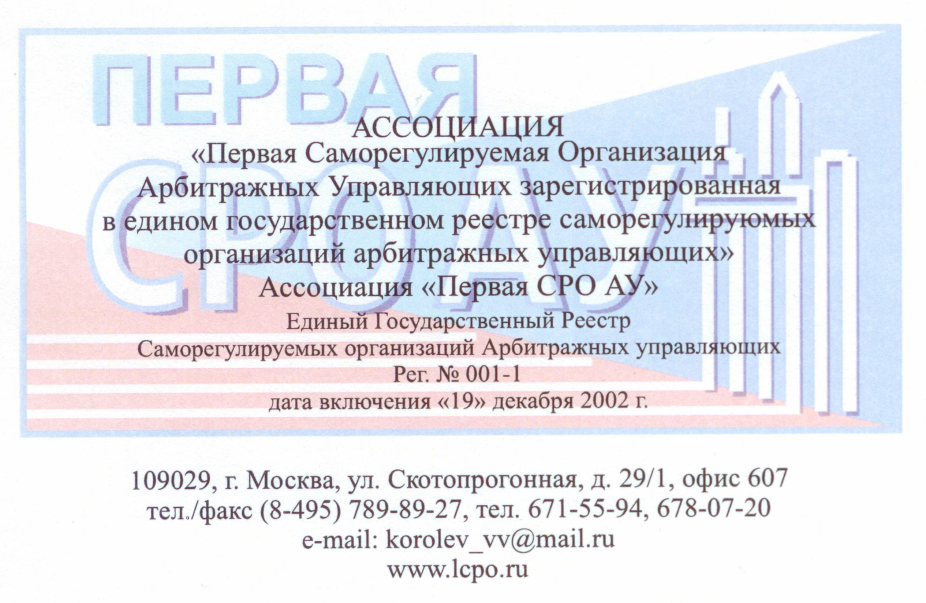 ПЕРВАЯ
СРО АУ
АССОЦИАЦИЯ
«Первая Саморегулируемая Организация
Арбитражных Управляющих зарегистрированная
в едином государственном реестре саморегулируюмых
организаций арбитражных управляющих»
Ассоциация «Первая СРО АУ»
Единый Государственный Реестр
Саморегулируемых организаций Арбитражных управляющих
Рег. № 001-1
дата включения «19» декабря 2002 г.
109029, г. Москва, ул. Скотопрогонная, д. 29/1, офис 607
тел./факс (8-495) 789-89-27, тел. 671-55-94, 678-07-20
e-mail: korolev_vv@mail.ru
www.lcpo.ru